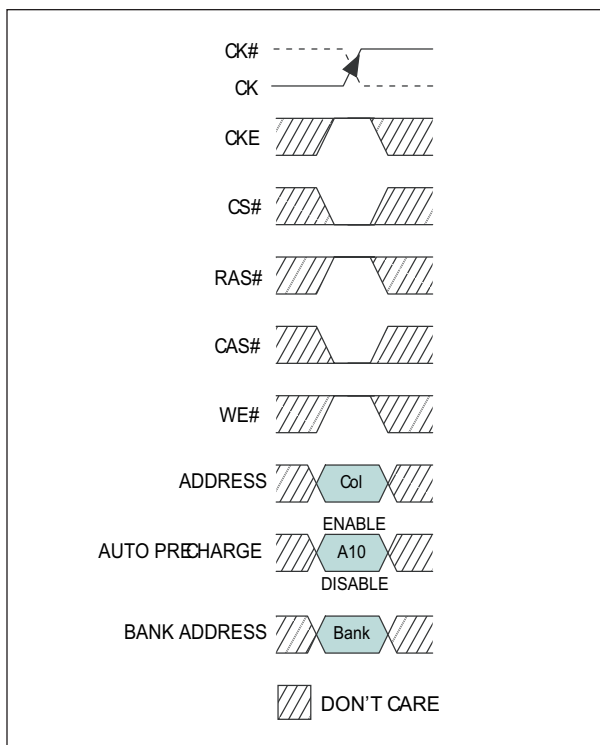 CK#
CK
CKE
CS#
RAS#
CAS#
WE#
ADDRESS Col
ENABLE
AUTO PRECHARGE A10
DISABLE
BANK ADDRESS Bank
DON'T CARE